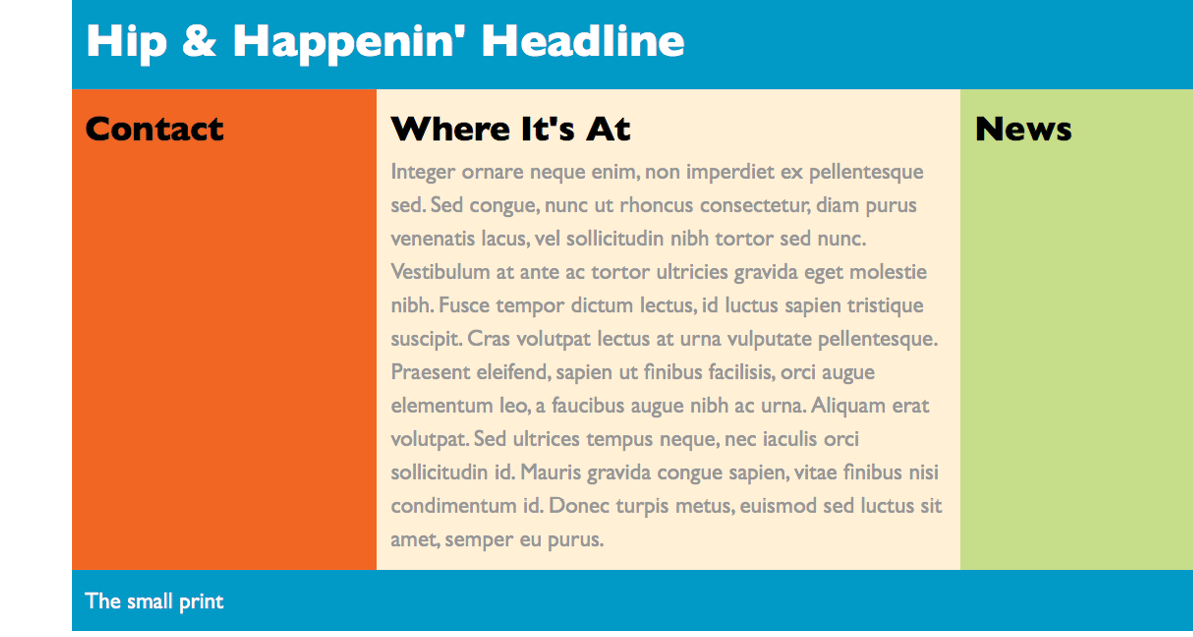 Hip & Happenin' Headline
Contact
Where It's At
Integer ornare neque enim, non imperdiet ex pellentesque
sed. Sed congue, nunc ut rhoncus consectetur, diam purus
venenatis lacus, vel sollicitudin nibh tortor sed nunc.
Vestibulum at ante ac tortor ultricies gravida eget molestie
nibh. Fusce tempor dictum lectus, id luctus sapien tristique
suscipit. Cras volutpat lectus at urna vulputate pellentesque.
Praesent eleifend, sapien ut finibus facilisis, orci augue
elementum leo, a faucibus augue nibh ac urna. Aliquam erat
volutpat. Sed ultrices tempus neque, nec iaculis orci
sollicitudin id. Mauris gravida congue sapien, vitae finibus nisi
condimentum id. Donec turpis metus, euismod sed luctus sit
amet, semper eu purus.
News
The small print